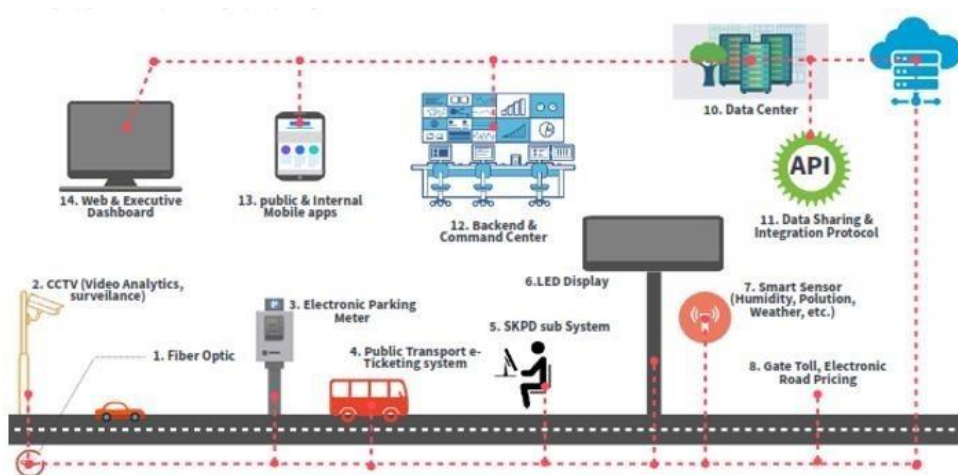 10. Data Center
API
14. Web & Executive
Dashboard
13. public & Internal
Mobile apps
12. Backend &
Command Center
11. Data Sharing &
Integration Protocol
2. CCTV (Video Analytics,
surveilance)
6.LED Display
7. Smart Sensor
(Humidity, Polution,
Weather, etc.)
3. Electronic Parking
Meter
1. Fiber Optic
4. Public Transport e-
Ticketing system
5. SKPD sub System
8. Gate Toll, Electronic
Road Pricing